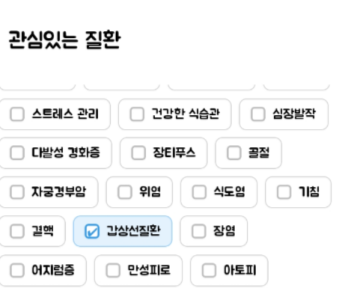 관심있는 질환
스트레스 관리 건강한 식습관 심장발작
다발성 경화증 장티푸스 골절
자궁경부암 위염 식도염 기침
결핵 갑상선질환 장염
어지럼증 만성피로 아토피